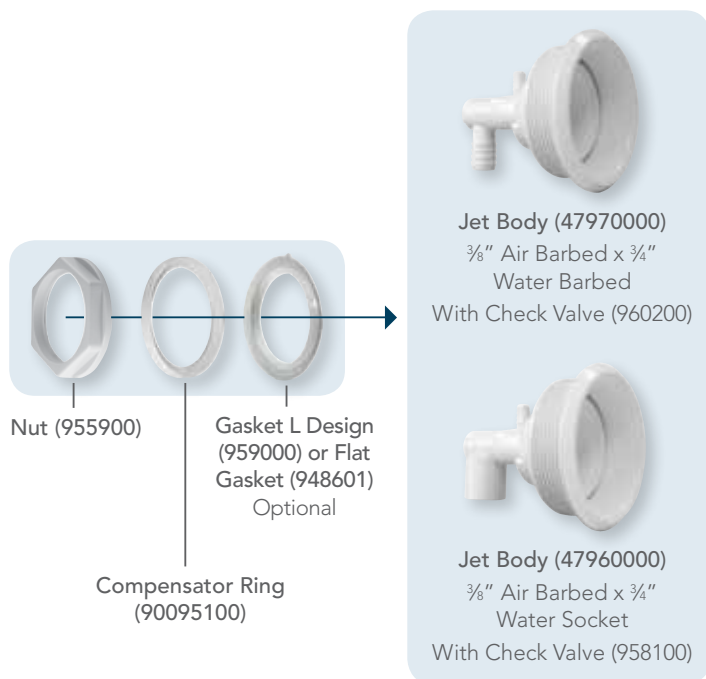 Jet Body (47970000)
⅜” Air Barbed x ¾”
Water Barbed
With Check Valve (960200)
Nut (955900)
Gasket L Design
(959000) or Flat
Gasket (948601)
Optional
Compensator Ring
(90095100)
Jet Body (47960000)
⅜” Air Barbed x ¾”
Water Socket
With Check Valve (958100)